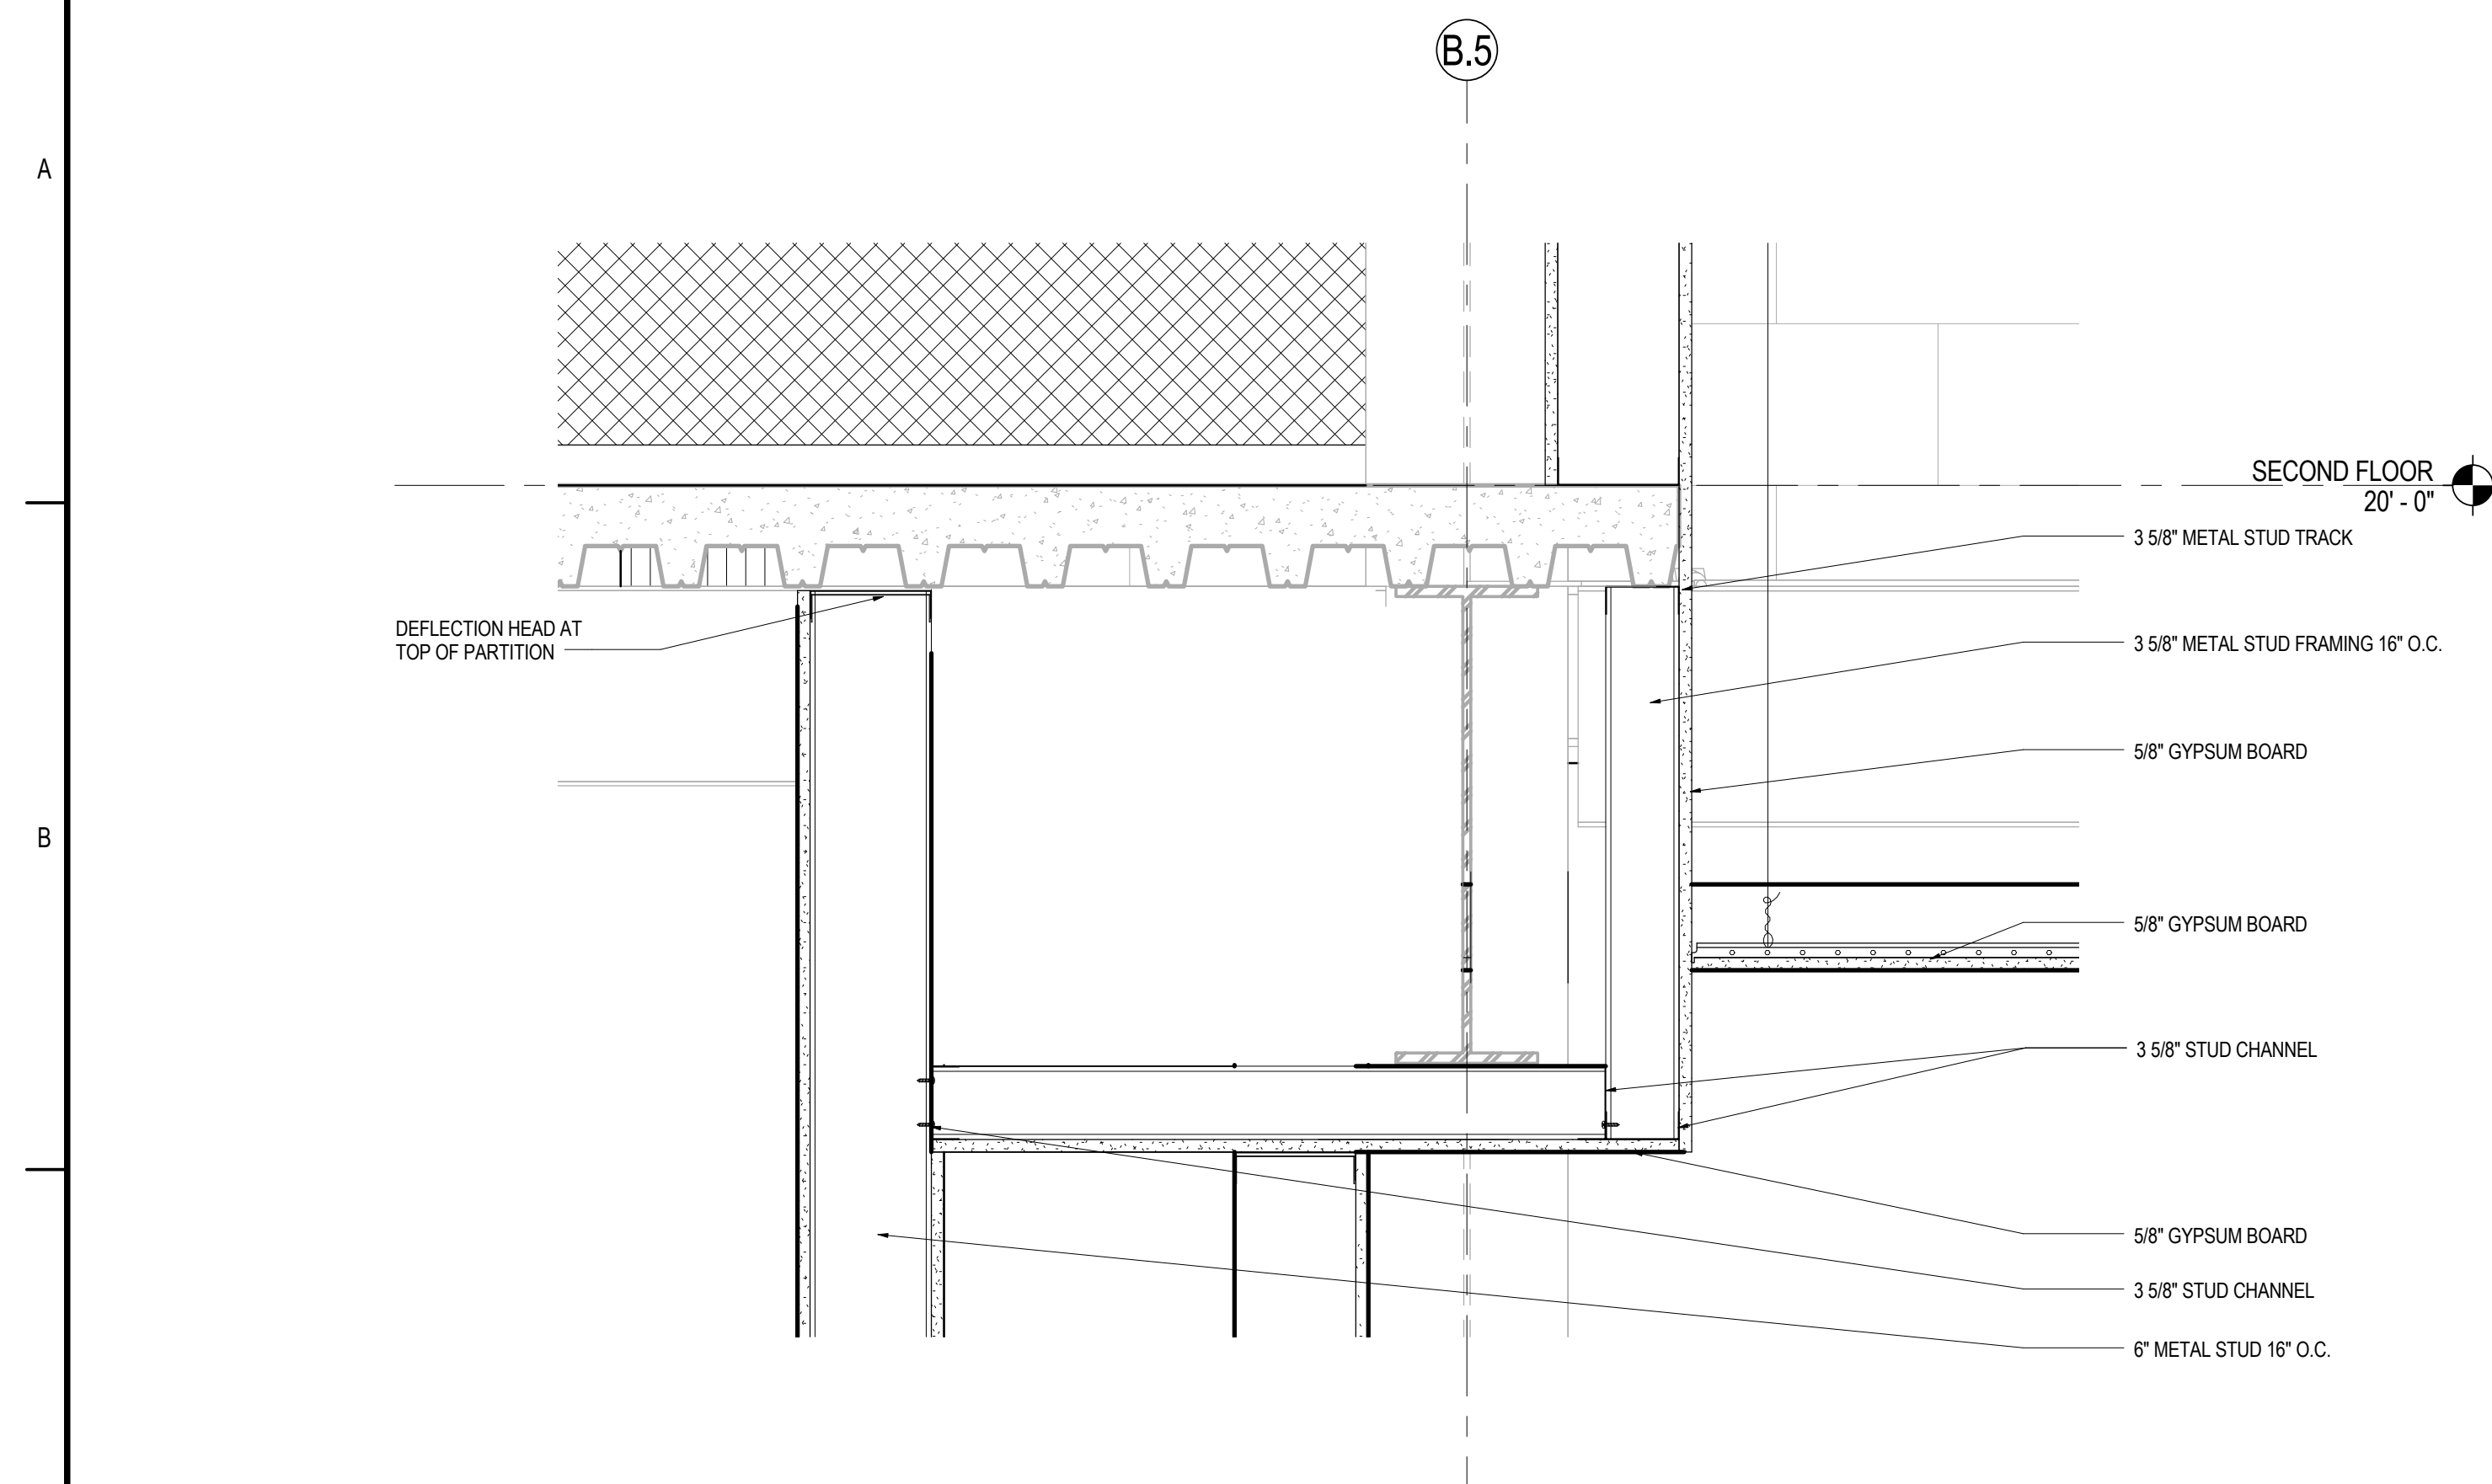 B.5
A
SECOND FLOOR
20' - 0"
3 5/8" METAL STUD TRACK
DEFLECTION HEAD AT
TOP OF PARTITION
3 5/8" METAL STUD FRAMING 16" O.C.
5/8" GYPSUM BOARD
B
5/8" GYPSUM BOARD
3 5/8" STUD CHANNEL
5/8" GYPSUM BOARD
3 5/8" STUD CHANNEL
6" METAL STUD 16" O.C.